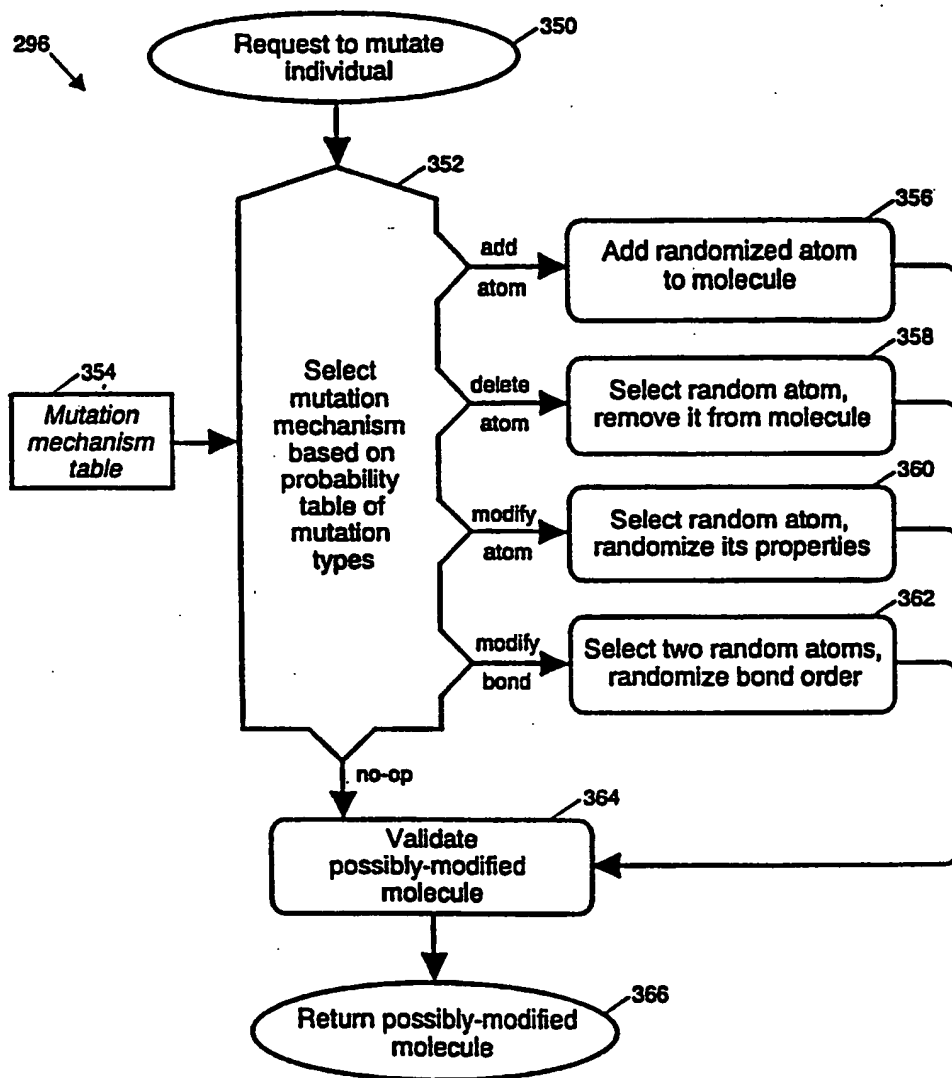 296
350
Request to mutate
individual
352
354
Mutation
mechanism
table
Select
mutation
mechanism
based on
probability
table of
mutation
types
add
atom
356
Add randomized atom
to molecule
delete
atom
358
Select random atom,
remove it from molecule
modify
atom
360
Select random atom,
randomize its properties
modify
bond
362
Select two random atoms,
randomize bond order
no-op
364
Validate
possibly-modified
molecule
366
Return possibly-modified
molecule